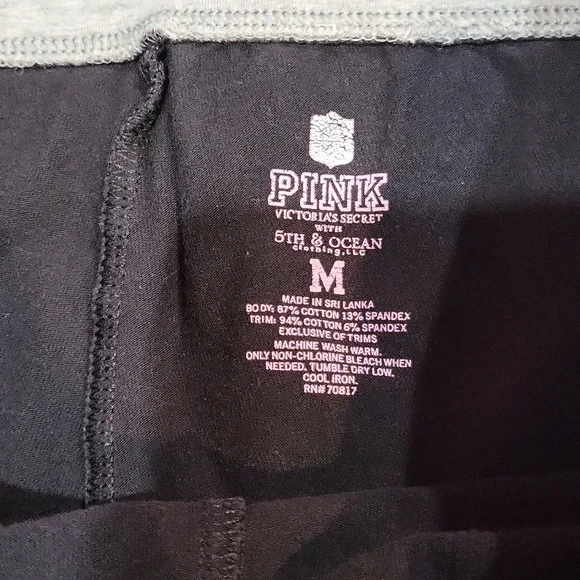 PINK
VICTORIA'S SECRET
WITH
5TH & OCEAN
Clothing, LLC
M
MADE IN SRI LANKA
BODY: 87% COTTON 13% SPANDEX
TRIM: 94% COTTON 6% SPANDEX
EXCLUSIVE OF TRIMS
MACHINE WASH WARM.
ONLY NON-CHLORINE BLEACH WHEN
NEEDED. TUMBLE DRY LOW.
COOL IRON.
RN# 70817